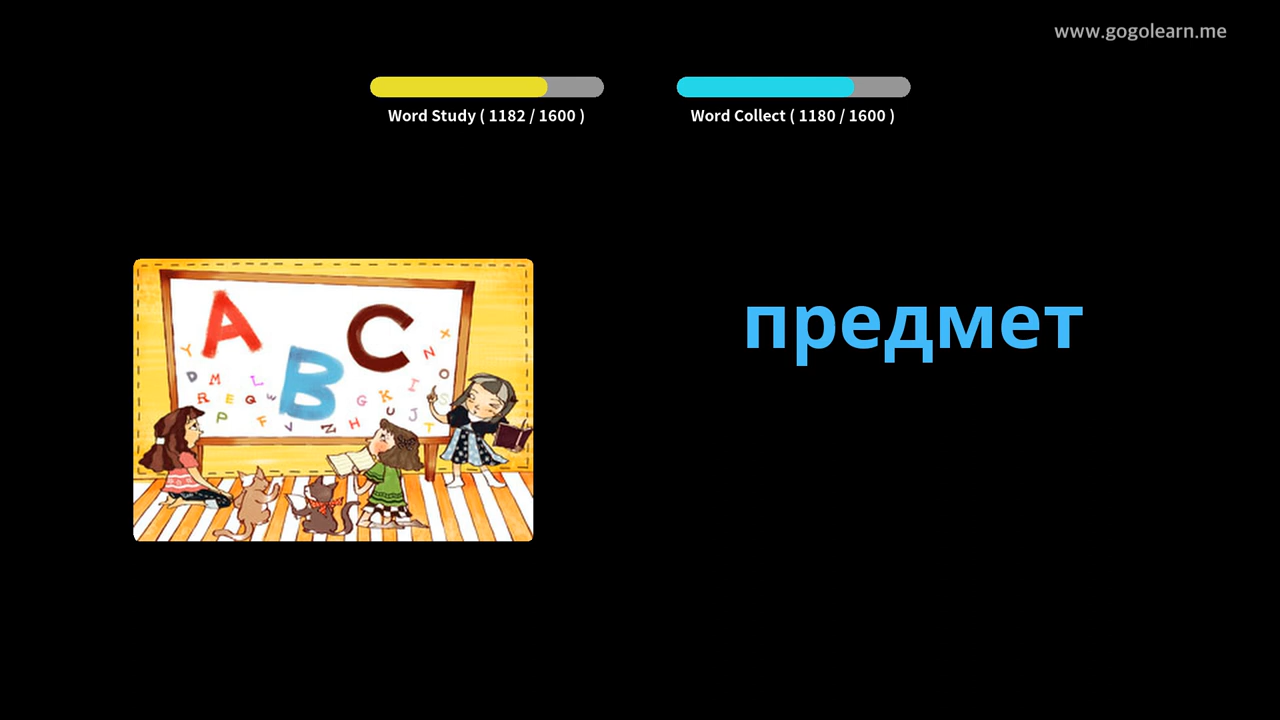 www.gogolearn.me
Word Study ( 1182 / 1600 )
Word Collect ( 1180 / 1600 )
предмет
A
B
C
Y
D
M
L
R
E
Q
W
P
F
V
Z
H
G
K
U
J
I
N
X
O
S
T